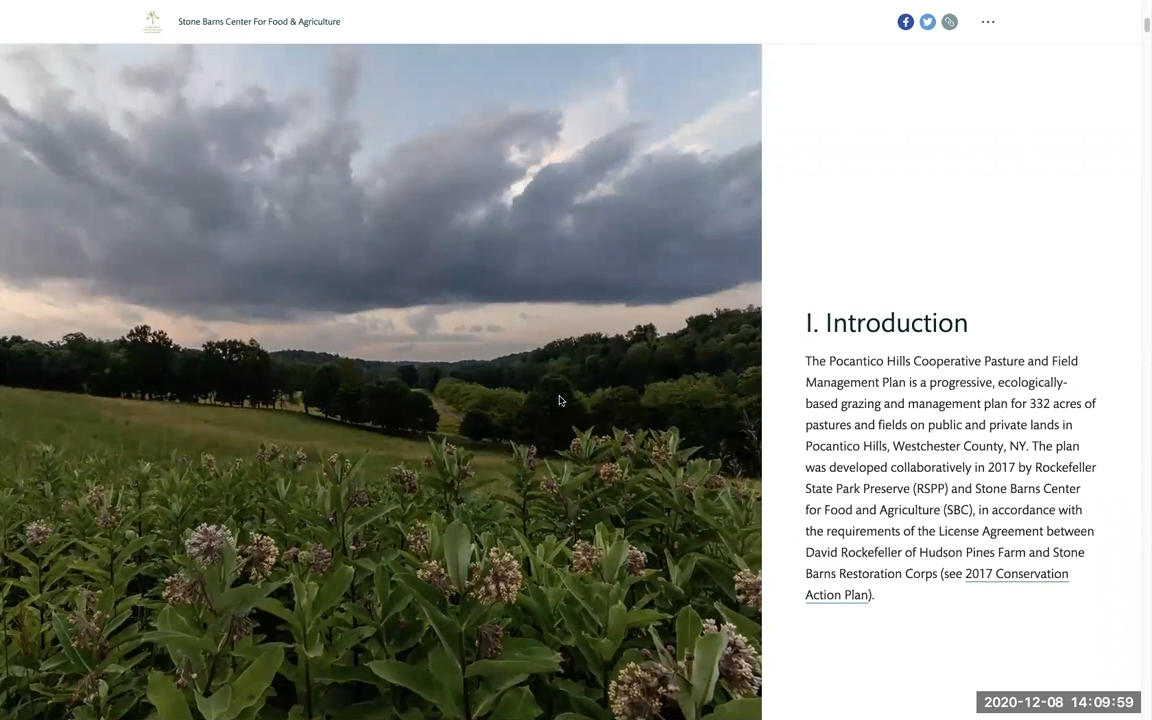 Stone Barns Center For Food & Agriculture
I. Introduction
The Pocantico Hills Cooperative Pasture and Field
Management Plan is a progressive, ecologically-
based grazing and management plan for 332 acres of
pastures and fields on public and private lands in
Pocantico Hills, Westchester County, NY. The plan
was developed collaboratively in 2017 by Rockefeller
State Park Preserve (RSPP) and Stone Barns Center
for Food and Agriculture (SBC), in accordance with
the requirements of the License Agreement between
David Rockefeller of Hudson Pines Farm and Stone
Barns Restoration Corps (see 2017 Conservation
Action Plan).
2020-12-08 14:09:59